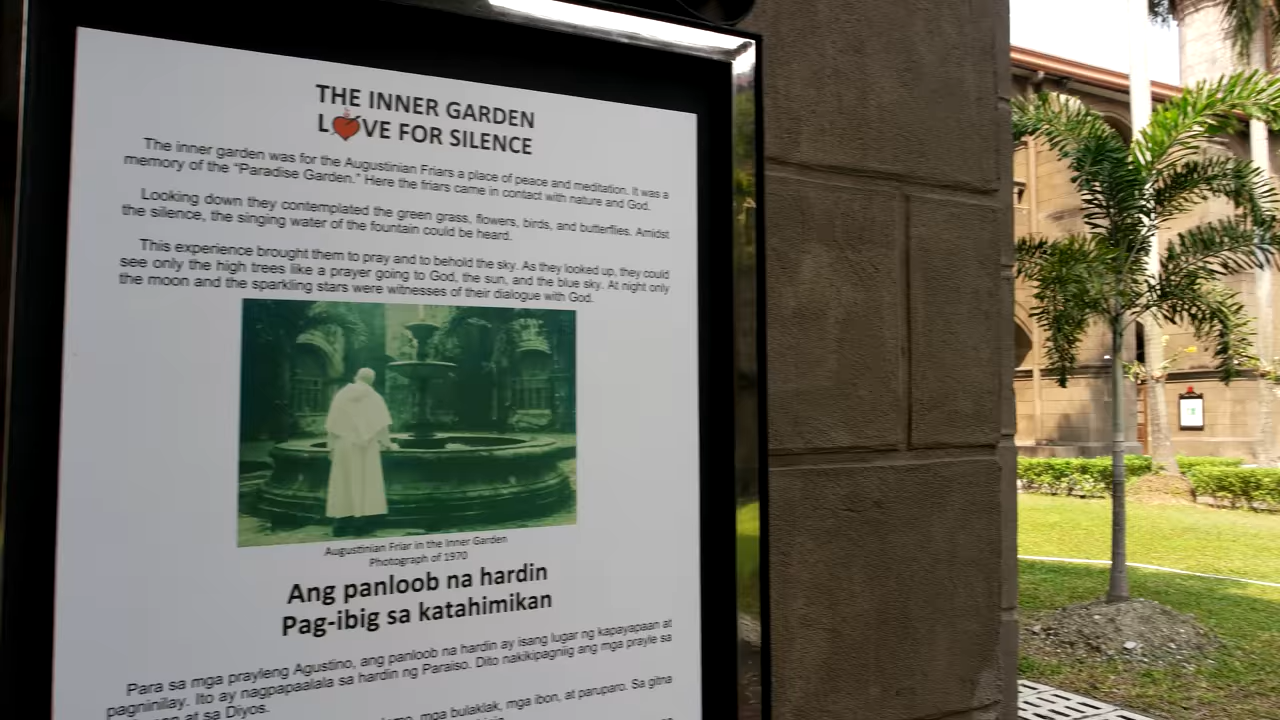 THE INNER GARDEN
LOVE FOR SILENCE
The inner garden was for the Augustinian Friars a place of peace and meditation. It was a
memory of the "Paradise Garden." Here the friars came in contact with nature and God.
Looking down they contemplated the green grass, flowers, birds, and butterflies. Amidst
the silence, the singing water of the fountain could be heard.
This experience brought them to pray and to behold the sky. As they looked up, they could
see only the high trees like a prayer going to God, the sun, and the blue sky. At night only
the moon and the sparkling stars were witnesses of their dialogue with God.
Augustinian Friar in the Inner Garden
Photograph of 1970
Ang panloob na hardin
Pag-ibig sa katahimikan
Para sa mga prayleng Agustino, ang panloob na hardin ay isang lugar ng kapayapaan at
pagninilay. Ito ay nagpapaalala sa hardin ng Paraiso. Dito nakikipagniig ang mga prayle sa
at sa Diyos.
mga bulaklak, mga ibon, at paruparo. Sa gitna